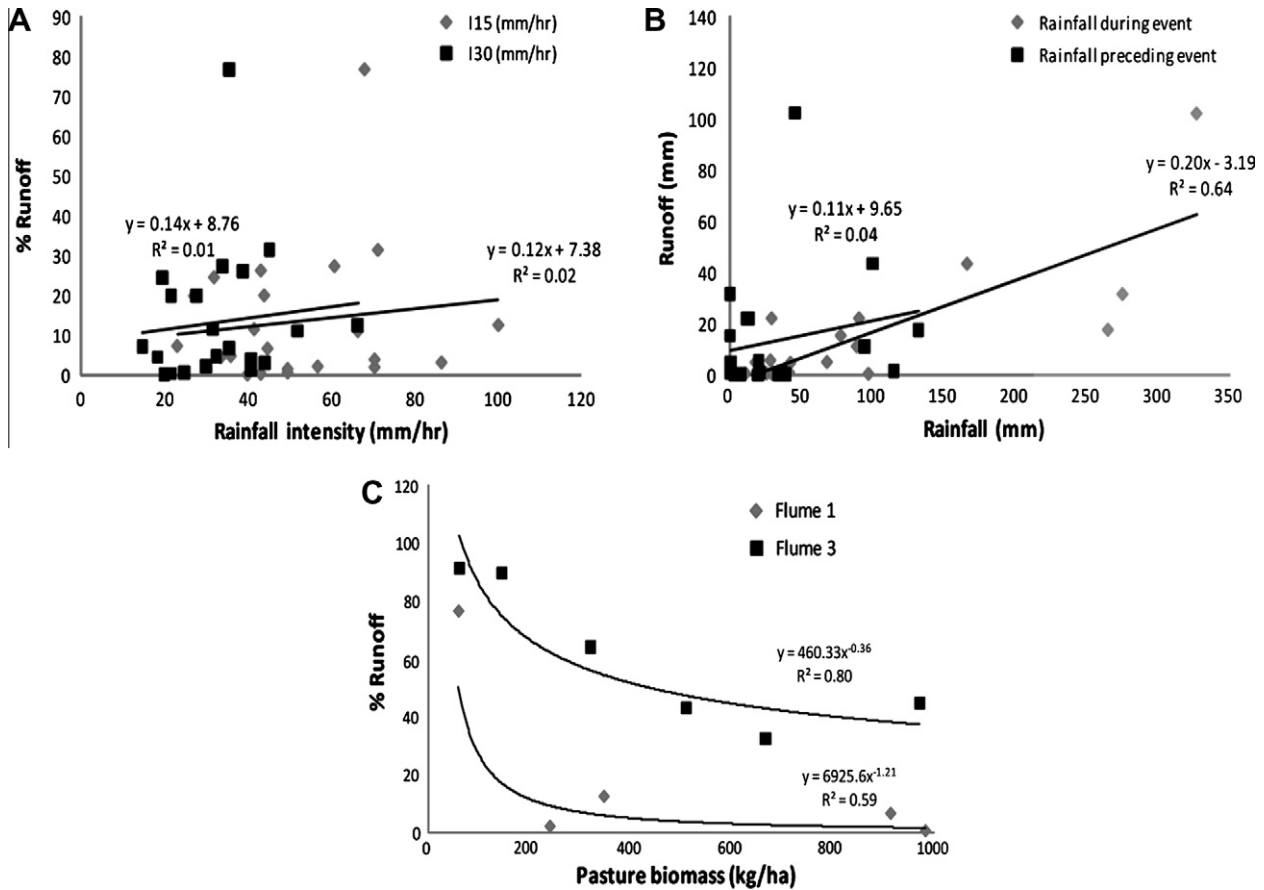 A
90
80
70
60
50
40
30
20
10
0
% Runoff
I15 (mm/hr)
I30 (mm/hr)
y = 0.14x + 8.76
R² = 0.01
y = 0.12x + 7.38
R² = 0.02
0 20 40 60 80 100 120
Rainfall intensity (mm/hr)
B
140
120
100
80
60
40
20
0
Runoff (mm)
Rainfall during event
Rainfall preceding event
y = 0.11x + 9.65
R² = 0.04
y = 0.20x - 3.19
R² = 0.64
0 50 100 150 200 250 300 350
Rainfall (mm)
C
120
100
80
60
40
20
0
% Runoff
Flume 1
Flume 3
y = 460.33x^-0.36
R² = 0.80
y = 6925.6x^-1.21
R² = 0.59
0 200 400 600 800 1000
Pasture biomass (kg/ha)